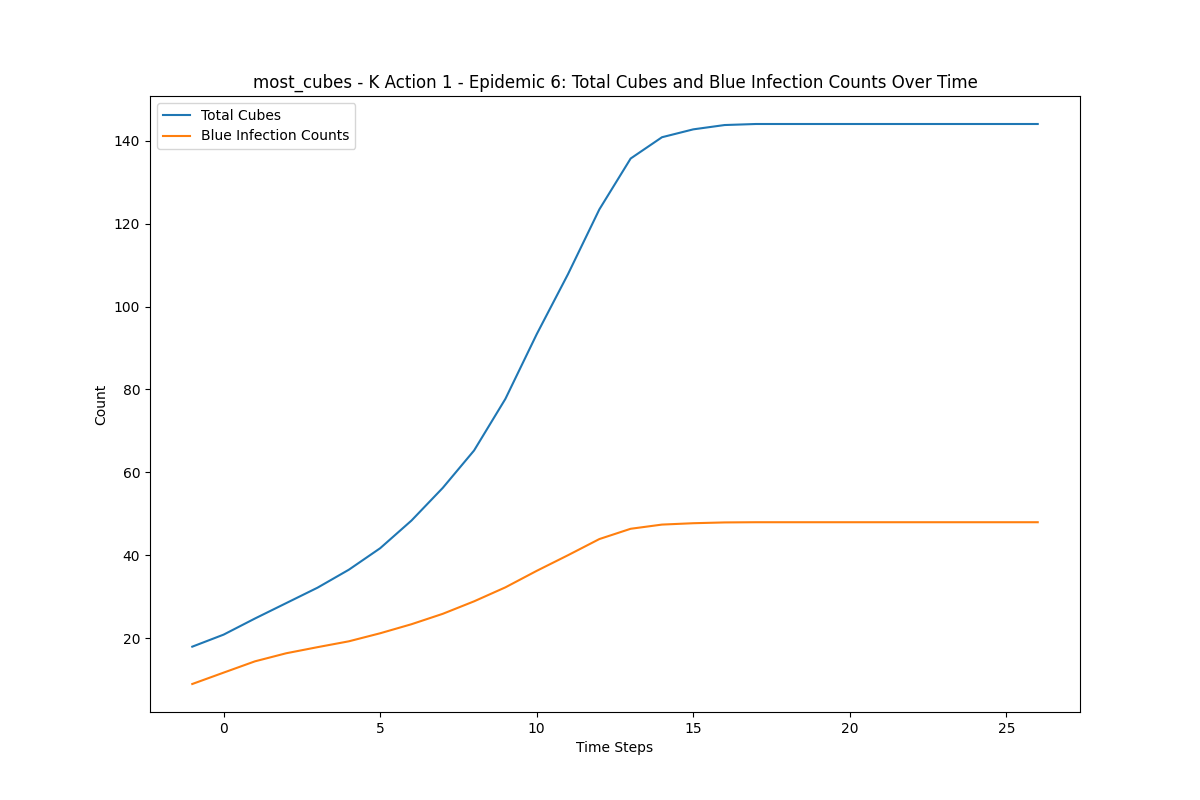 most_cubes - K Action 1 - Epidemic 6: Total Cubes and Blue Infection Counts Over Time
Total Cubes
Blue Infection Counts
140
120
100
80
60
40
20
Count
0 5 10 15 20 25
Time Steps